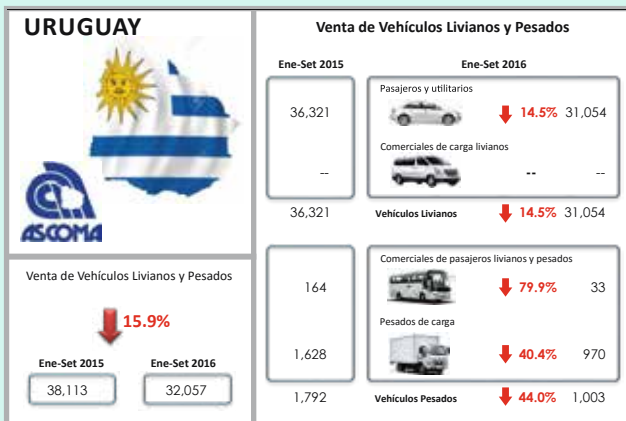 URUGUAY
ASCOMA
Venta de Vehículos Livianos y Pesados
15.9%
Ene-Set 2015 Ene-Set 2016
38,113 32,057
Venta de Vehículos Livianos y Pesados
Ene-Set 2015 Ene-Set 2016
Pasajeros y utilitarios
36,321 14.5% 31,054
Comerciales de carga livianos
-- -- --
36,321 Vehículos Livianos 14.5% 31,054
Comerciales de pasajeros livianos y pesados
164 79.9% 33
Pesados de carga
1,628 40.4% 970
1,792 Vehículos Pesados 44.0% 1,003